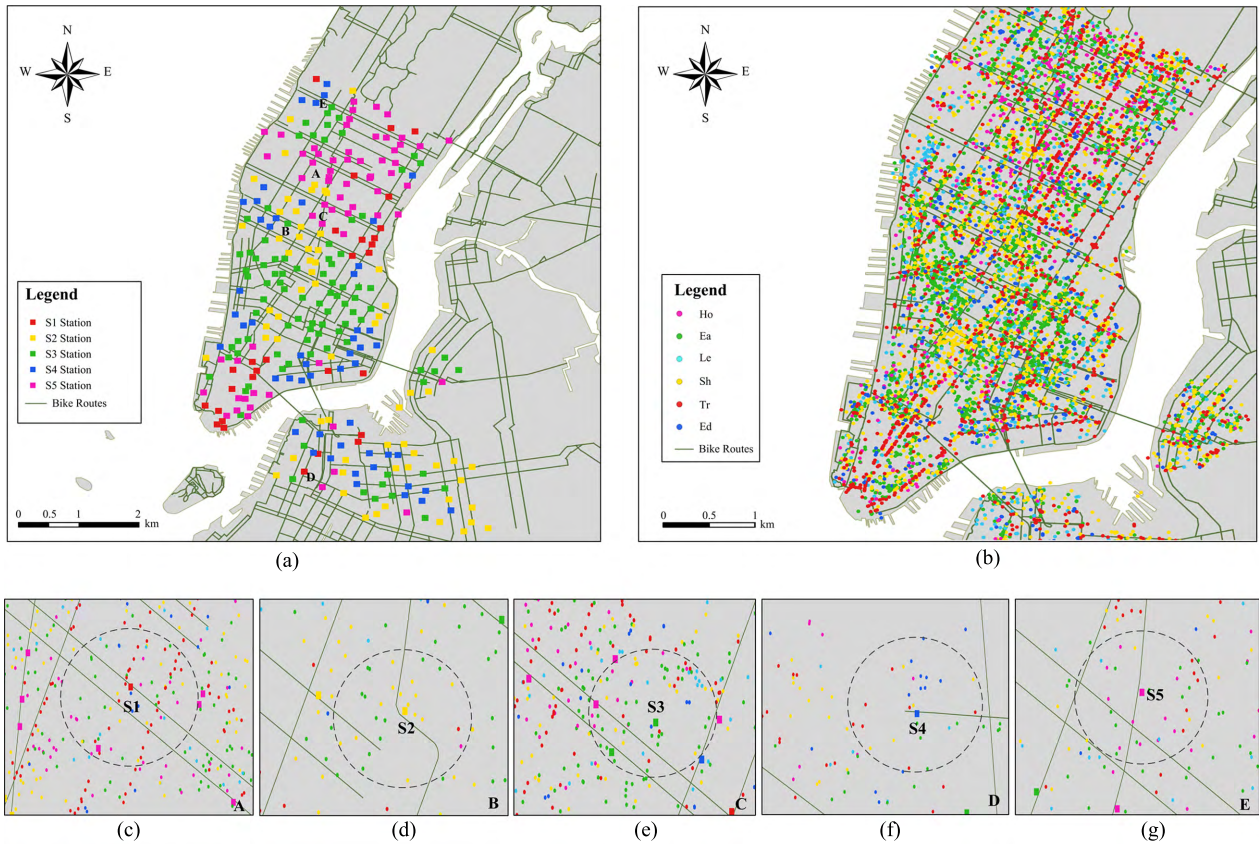 N
W E
S
E
A
C
B
D
Legend
S1 Station
S2 Station
S3 Station
S4 Station
S5 Station
Bike Routes
0 0.5 1 2
km
(a)
N
W E
S
Legend
Ho
Ea
Le
Sh
Tr
Ed
Bike Routes
0 0.5 1
km
(b)
S1
A
(c)
S2
B
(d)
S3
C
(e)
S4
D
(f)
S5
E
(g)